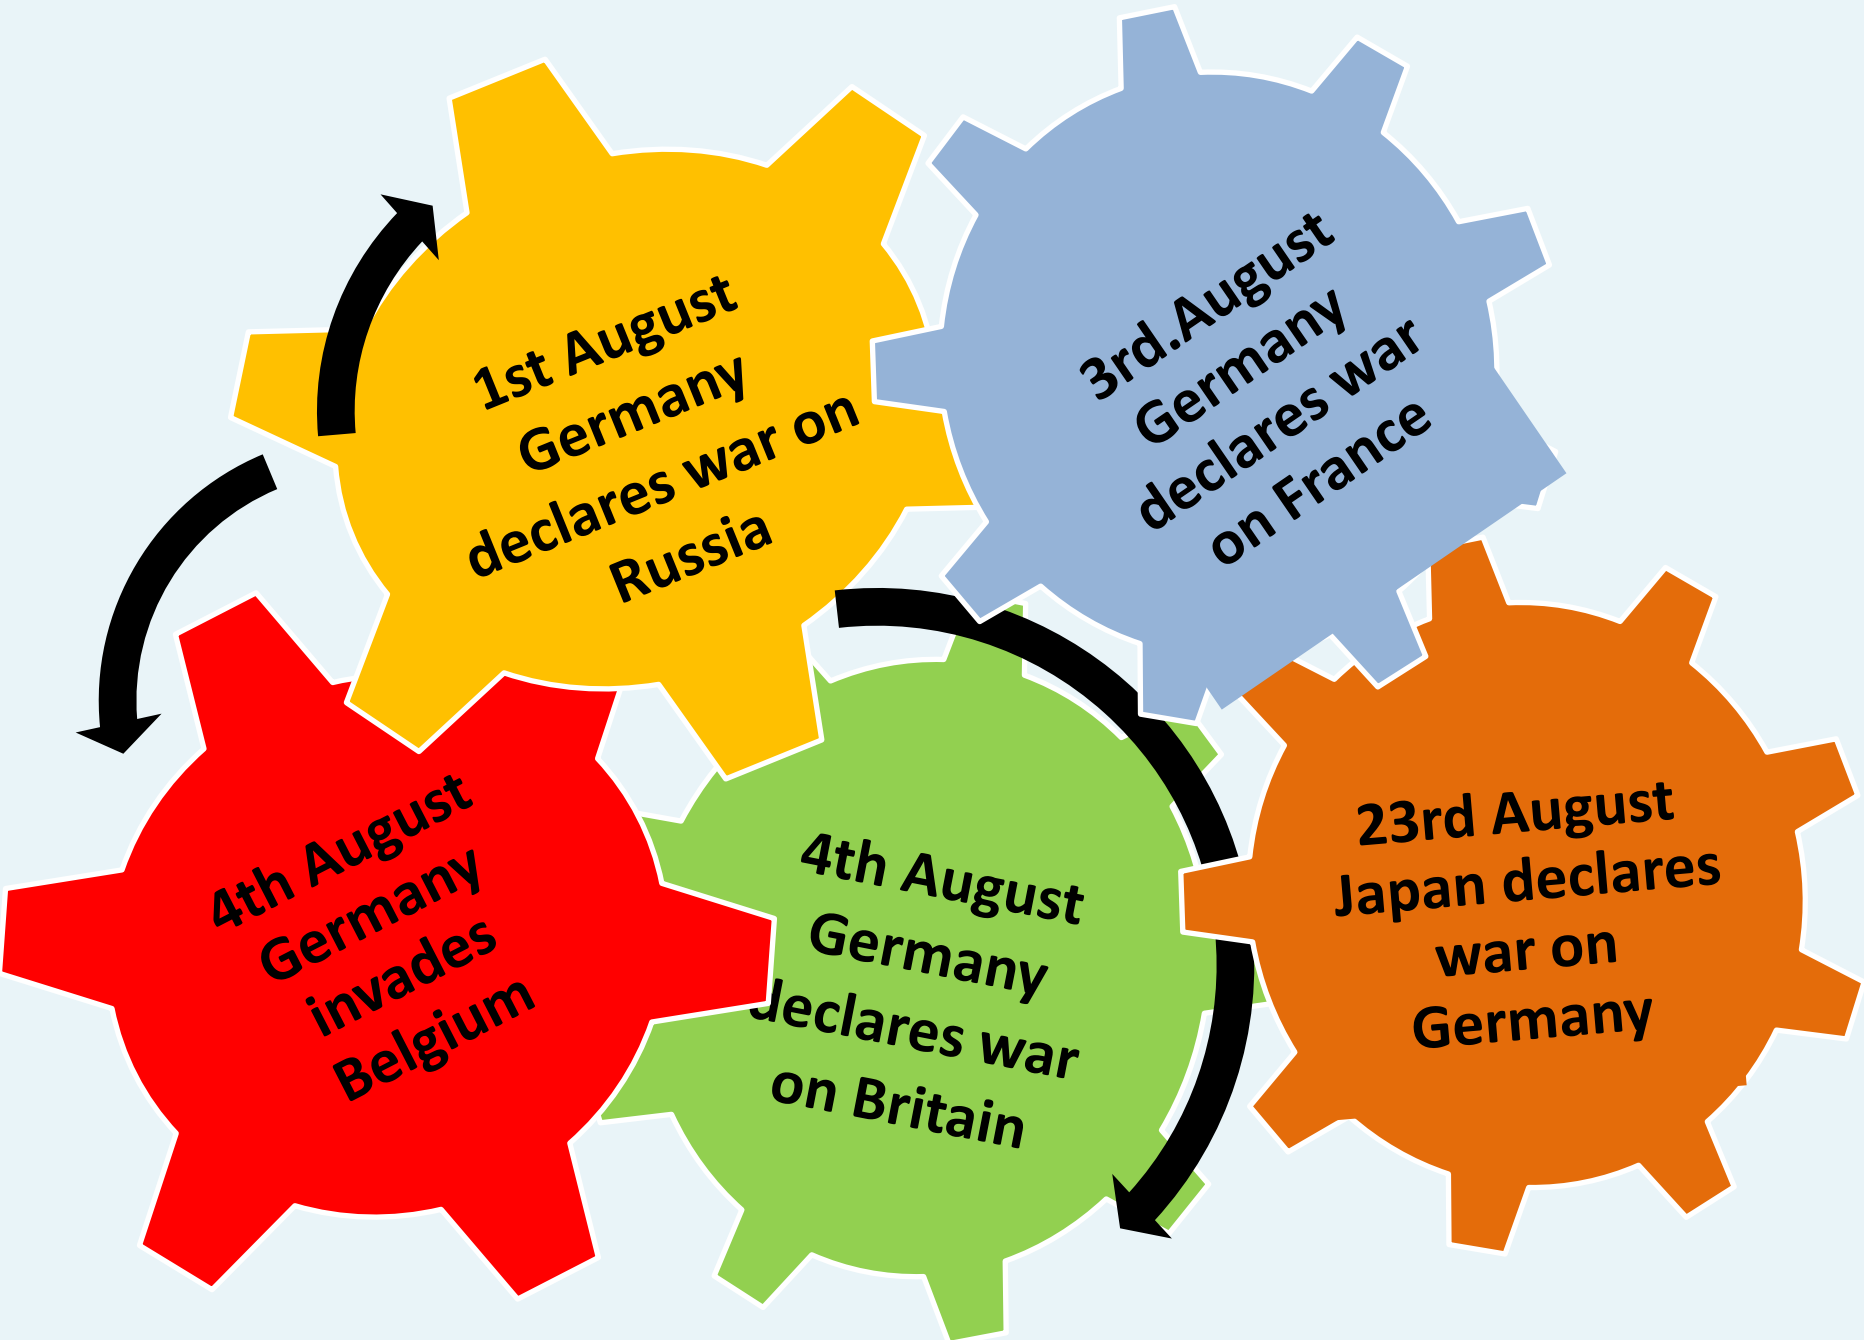 1st August
Germany
declares war on
Russia
3rd.August
Germany
declares war
on France
4th August
Germany
invades
Belgium
4th August
Germany
declares war
on Britain
23rd August
Japan declares
war on
Germany